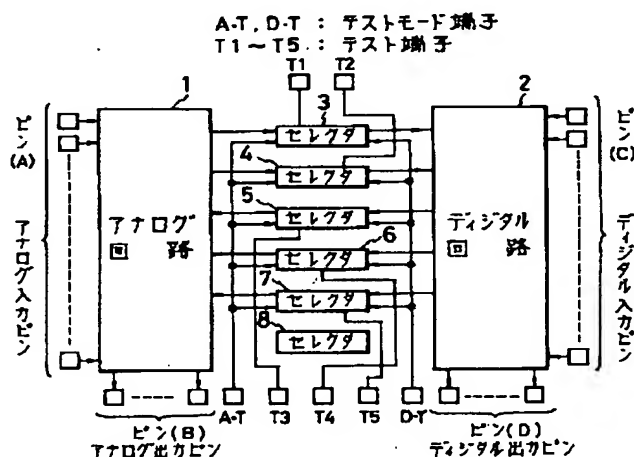 A-T, D-T : テストモード端子
T1~T5 : テスト端子
T1 T2
1
3
2
セレクタ
4
セレクタ
5
セレクタ
6
セレクタ
7
セレクタ
8
セレクタ
ピン(A)
アナログ入力ピン
アナログ回路
ディジタル回路
ピン(C)
ディジタル入力ピン
A-T T3 T4 T5 D-T
ピン(B)
アナログ出力ピン
ピン(D)
ディジタル出力ピン